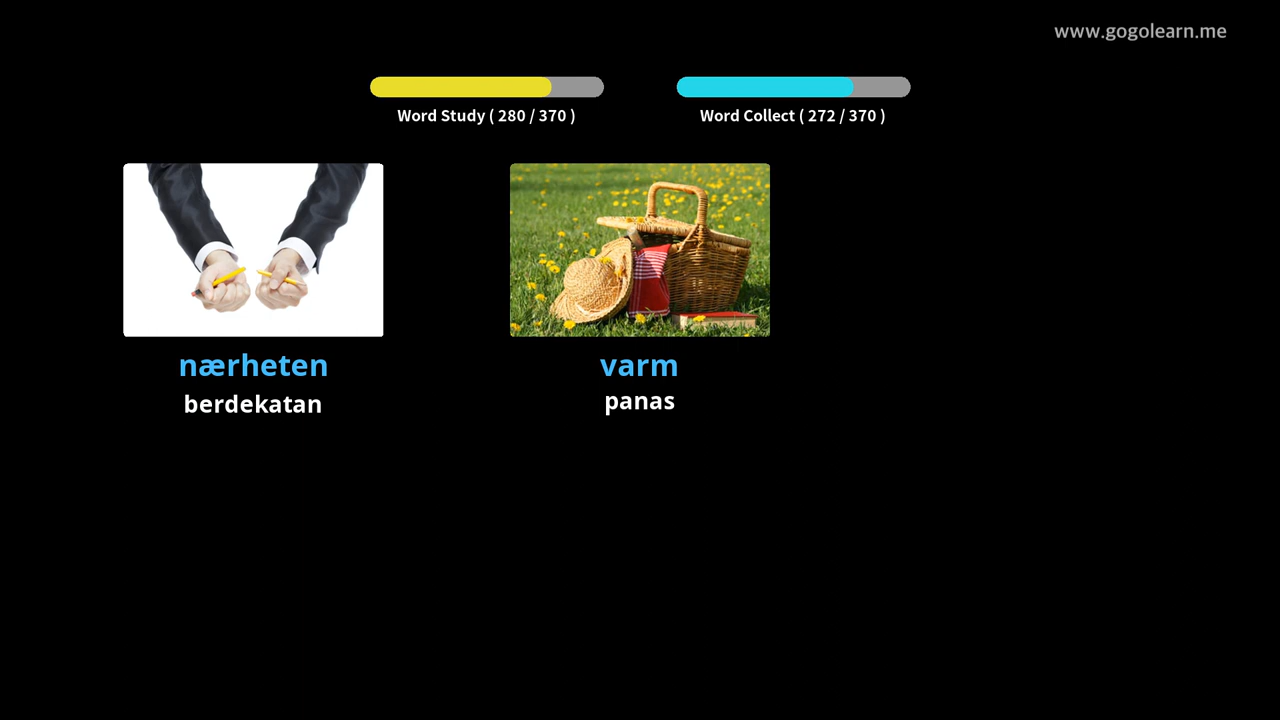 www.gogolearn.me
Word Study ( 280 / 370 )
Word Collect ( 272 / 370 )
nærheten
berdekatan
varm
panas